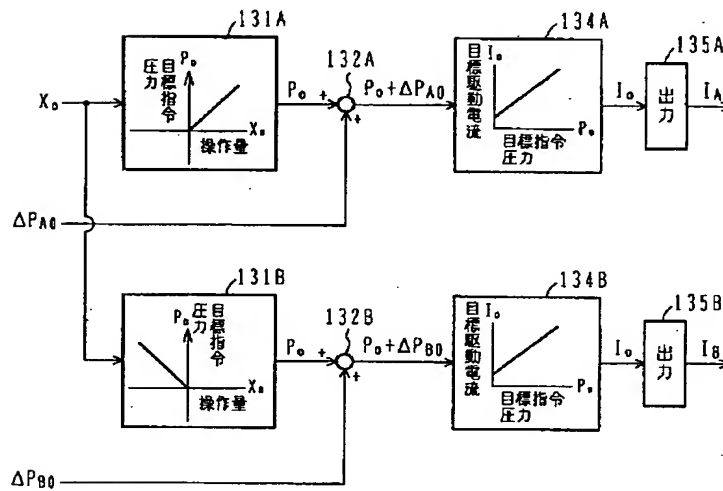 131A
132A
134A
135A
P₀
目標指令
圧力
X₀
操作量
X₀
P₀
+
+
P₀+ΔP_A0
I₀
目標駆動電流
P₀
目標指令
圧力
I₀
出力
I_A
ΔP_A0
131B
132B
134B
135B
P₀
目標指令
圧力
X₀
操作量
P₀
+
+
P₀+ΔP_B0
I₀
目標駆動電流
P₀
目標指令
圧力
I₀
出力
I_B
ΔP_B0